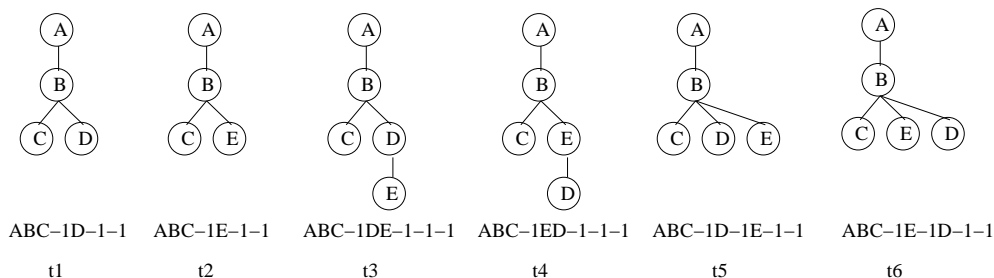 A A A A A A
B B B B B B
C D C E C D C E C D E C E D
E D
ABC–1D–1–1 ABC–1E–1–1 ABC–1DE–1–1–1 ABC–1ED–1–1–1 ABC–1D–1E–1–1 ABC–1E–1D–1–1
t1 t2 t3 t4 t5 t6